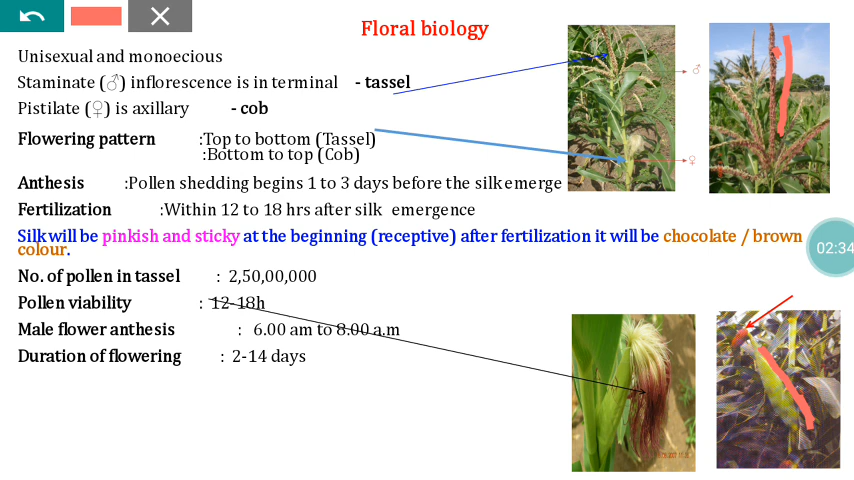 Floral biology
Unisexual and monoecious
Staminate (♂) inflorescence is in terminal - tassel
Pistilate (♀) is axillary - cob
Flowering pattern :Top to bottom (Tassel)
:Bottom to top (Cob)
Anthesis :Pollen shedding begins 1 to 3 days before the silk emerge
Fertilization :Within 12 to 18 hrs after silk emergence
Silk will be pinkish and sticky at the beginning (receptive) after fertilization it will be chocolate / brown
colour.
No. of pollen in tassel : 2,50,00,000
Pollen viability : 12-18h
Male flower anthesis : 6.00 am to 8.00 a.m
Duration of flowering : 2-14 days
♂
♀
02:34